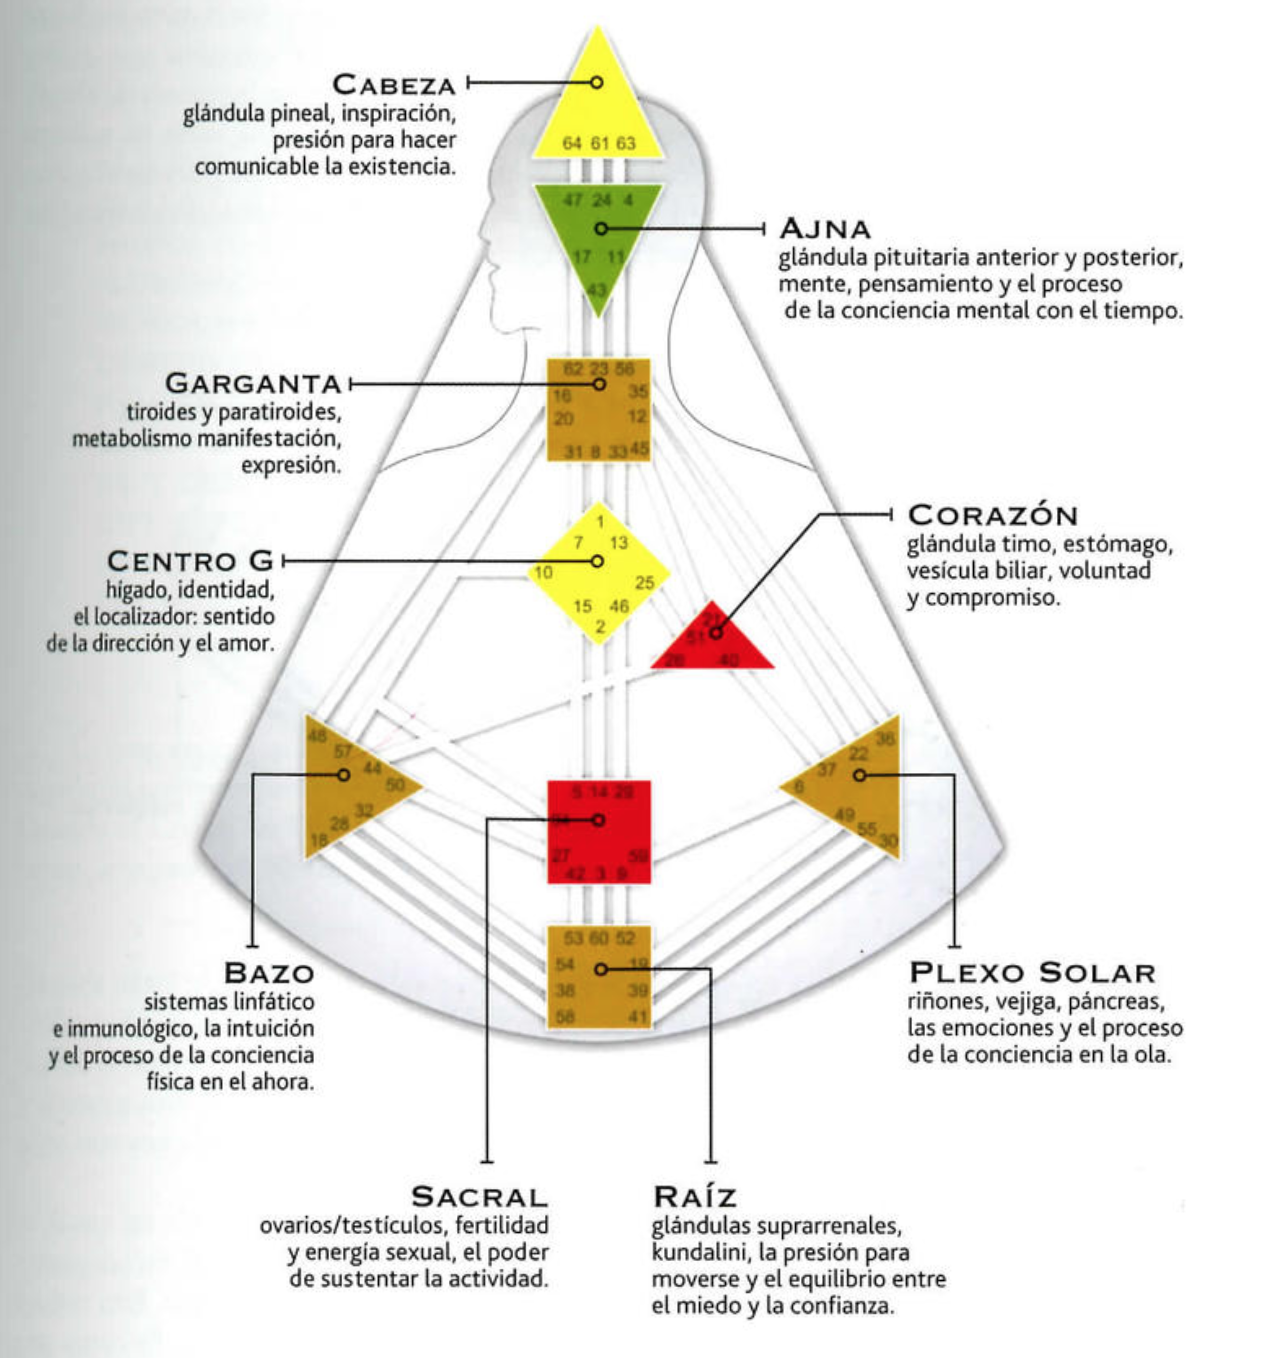 CABEZA
glándula pineal, inspiración,
presión para hacer
comunicable la existencia.
64 61 63
47 24 4
17 11
43
AJNA
glándula pituitaria anterior y posterior,
mente, pensamiento y el proceso
de la conciencia mental con el tiempo.
GARGANTA
tiroides y paratiroides,
metabolismo manifestación,
expresión.
62 23 56
16 35
20 12
31 8 33 45
CORAZÓN
glándula timo, estómago,
vesícula biliar, voluntad
y compromiso.
21
51
26 40
CENTRO G
hígado, identidad,
el localizador: sentido
de la dirección y el amor.
1
7 13
10
25
15 46
2
48
57
44
50
32
28
18
36
22
37
6
49
55
30
5 14 29
34
27 59
42 3 9
53 60 52
54 19
38 39
58 41
BAZO
sistemas linfático
e inmunológico, la intuición
y el proceso de la conciencia
física en el ahora.
PLEXO SOLAR
riñones, vejiga, páncreas,
las emociones y el proceso
de la conciencia en la ola.
SACRAL
ovarios/testículos, fertilidad
y energía sexual, el poder
de sustentar la actividad.
RAÍZ
glándulas suprarrenales,
kundalini, la presión para
moverse y el equilibrio entre
el miedo y la confianza.